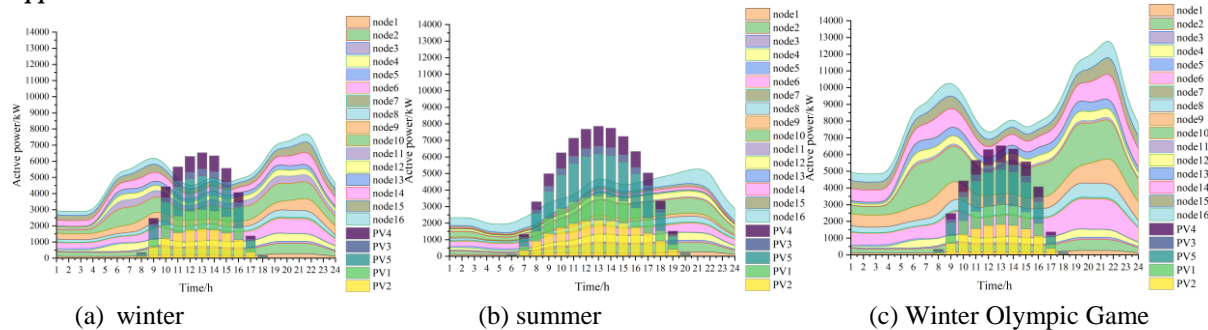 14000
13000
12000
11000
10000
9000
8000
7000
6000
5000
4000
3000
2000
1000
0
Active power/kW
1 2 3 4 5 6 7 8 9 10 11 12 13 14 15 16 17 18 19 20 21 22 23 24
Time/h
node1
node2
node3
node4
node5
node6
node7
node8
node9
node10
node11
node12
node13
node14
node15
node16
PV4
PV3
PV5
PV1
PV2
(a) winter
14000
13000
12000
11000
10000
9000
8000
7000
6000
5000
4000
3000
2000
1000
0
Active power/kW
1 2 3 4 5 6 7 8 9 10 11 12 13 14 15 16 17 18 19 20 21 22 23 24
Time/h
node1
node2
node3
node4
node5
node6
node7
node8
node9
node10
node11
node12
node13
node14
node15
node16
PV4
PV3
PV5
PV1
PV2
(b) summer
14000
13000
12000
11000
10000
9000
8000
7000
6000
5000
4000
3000
2000
1000
0
Active power/kW
1 2 3 4 5 6 7 8 9 10 11 12 13 14 15 16 17 18 19 20 21 22 23 24
Time/h
node1
node2
node3
node4
node5
node6
node7
node8
node9
node10
node11
node12
node13
node14
node15
node16
PV4
PV3
PV5
PV1
PV2
(c) Winter Olympic Game